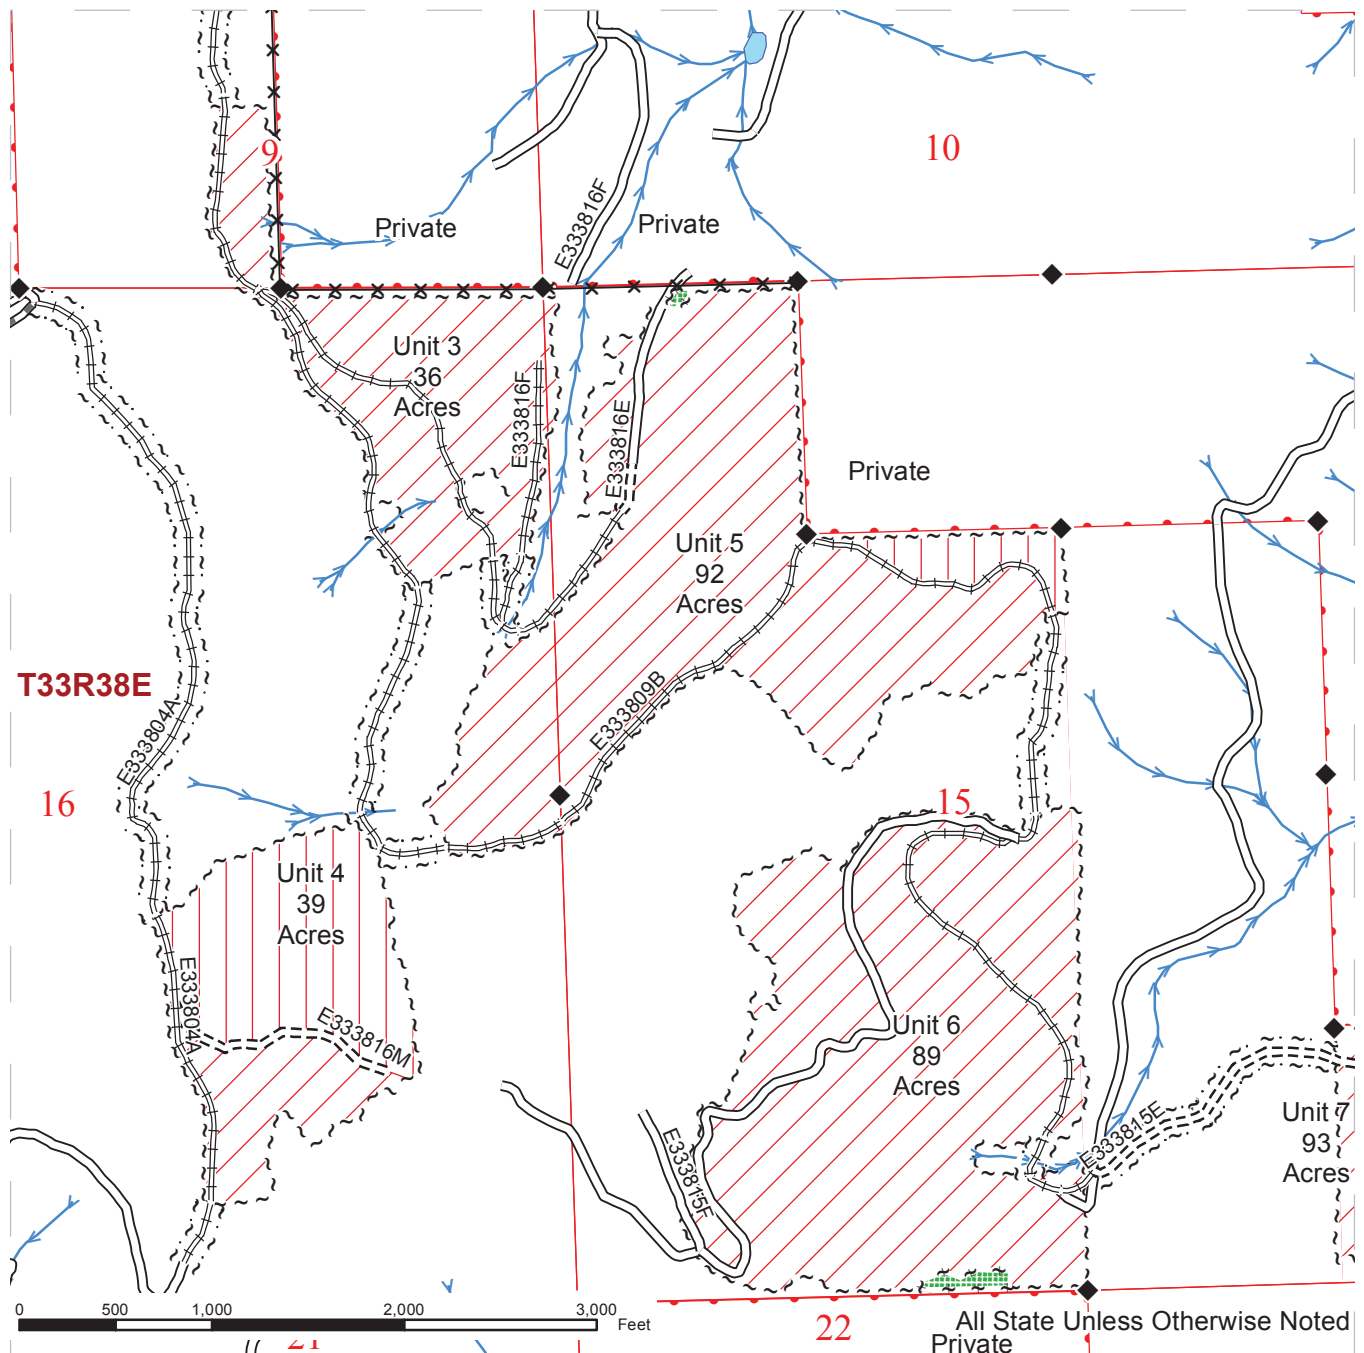 9
10
Private
Private
E333816F
Unit 3
36
Acres
E333816F
E333816E
Private
Unit 5
92
Acres
T33R38E
E333804A
E333809B
16
15
Unit 4
39
Acres
E333804A
E333816M
Unit 6
89
Acres
E333815F
E333815E
Unit 7
93
Acres
0 500 1,000 2,000 3,000
Feet
21
22
All State Unless Otherwise Noted
Private